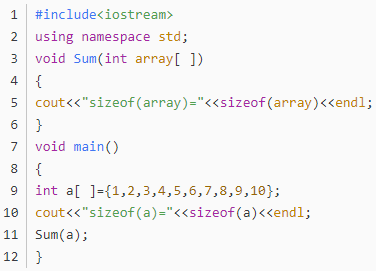 1 #include<iostream>
2 using namespace std;
3 void Sum(int array[ ])
4 {
5 cout<<"sizeof(array)="<<sizeof(array)<<endl;
6 }
7 void main()
8 {
9 int a[ ]={1,2,3,4,5,6,7,8,9,10};
10 cout<<"sizeof(a)="<<sizeof(a)<<endl;
11 Sum(a);
12 }